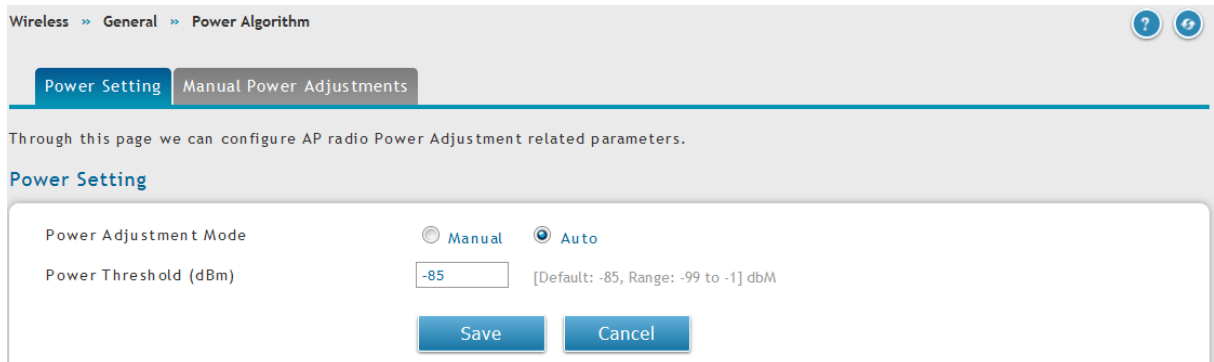 Wireless » General » Power Algorithm
?
Power Setting Manual Power Adjustments
Through this page we can configure AP radio Power Adjustment related parameters.
Power Setting
Power Adjustment Mode Manual Auto
Power Threshold (dBm) -85 [Default: -85, Range: -99 to -1] dbM
Save Cancel